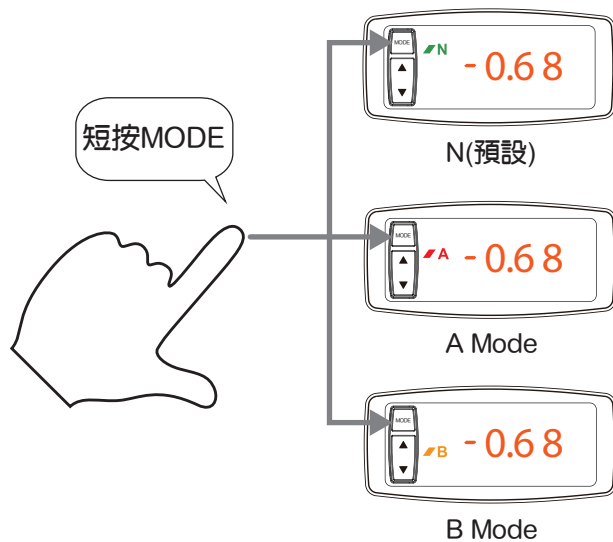 MODE
N
- 0.6 8
N(預設)
短按MODE
MODE
A
- 0.6 8
A Mode
MODE
B
- 0.6 8
B Mode